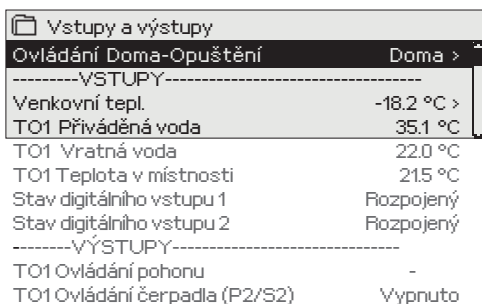 Vstupy a výstupy
Ovládání Doma-Opuštění Doma >
---------VSTUPY-----------------------------------
Venkovní tepl. -18.2 °C >
TO1 Přiváděná voda 35.1 °C
TO1 Vratná voda 22.0 °C
TO1 Teplota v místnosti 21.5 °C
Stav digitálního vstupu 1 Rozpojený
Stav digitálního vstupu 2 Rozpojený
--------VÝSTUPY-------------------------------
TO1 Ovládání pohonu -
TO1 Ovládání čerpadla (P2/S2) Vypnuto